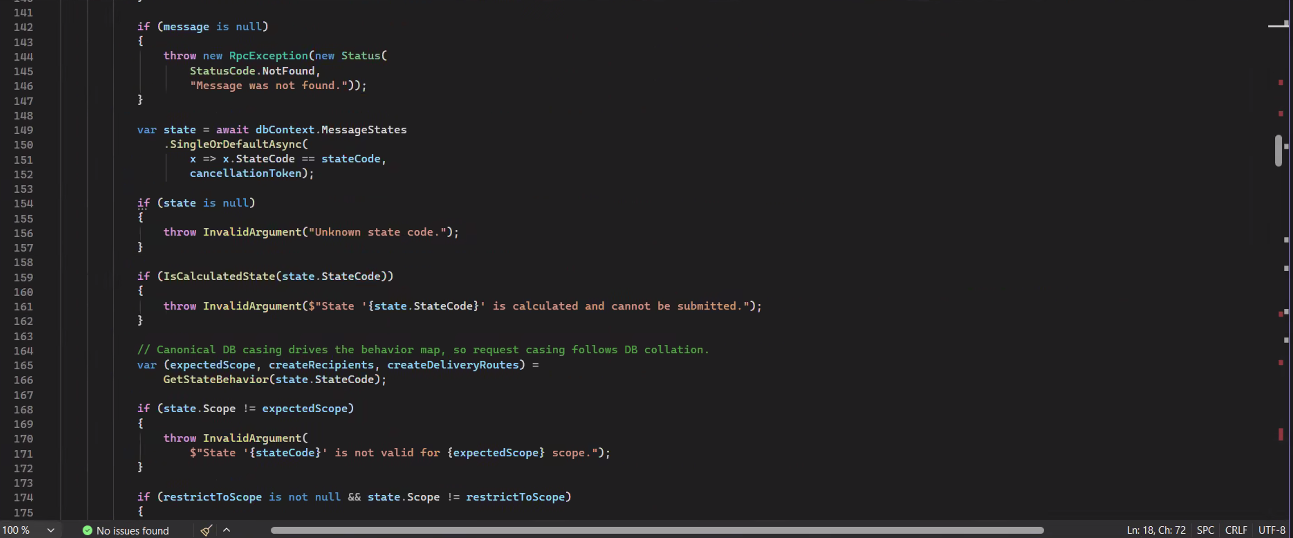 141
142 if (message is null)
143 {
144 throw new RpcException(new Status(
145 StatusCode.NotFound,
146 "Message was not found."));
147 }
148
149 var state = await dbContext.MessageStates
150 .SingleOrDefaultAsync(
151 x => x.StateCode == stateCode,
152 cancellationToken);
153
154 if (state is null)
155 {
156 throw InvalidArgument("Unknown state code.");
157 }
158
159 if (IsCalculatedState(state.StateCode))
160 {
161 throw InvalidArgument($"State '{state.StateCode}' is calculated and cannot be submitted.");
162 }
163
164 // Canonical DB casing drives the behavior map, so request casing follows DB collation.
165 var (expectedScope, createRecipients, createDeliveryRoutes) =
166 GetStateBehavior(state.StateCode);
167
168 if (state.Scope != expectedScope)
169 {
170 throw InvalidArgument(
171 $"State '{stateCode}' is not valid for {expectedScope} scope.");
172 }
173
174 if (restrictToScope is not null && state.Scope != restrictToScope)
175 {
100 % No issues found Ln: 18, Ch: 72 SPC CRLF UTF-8